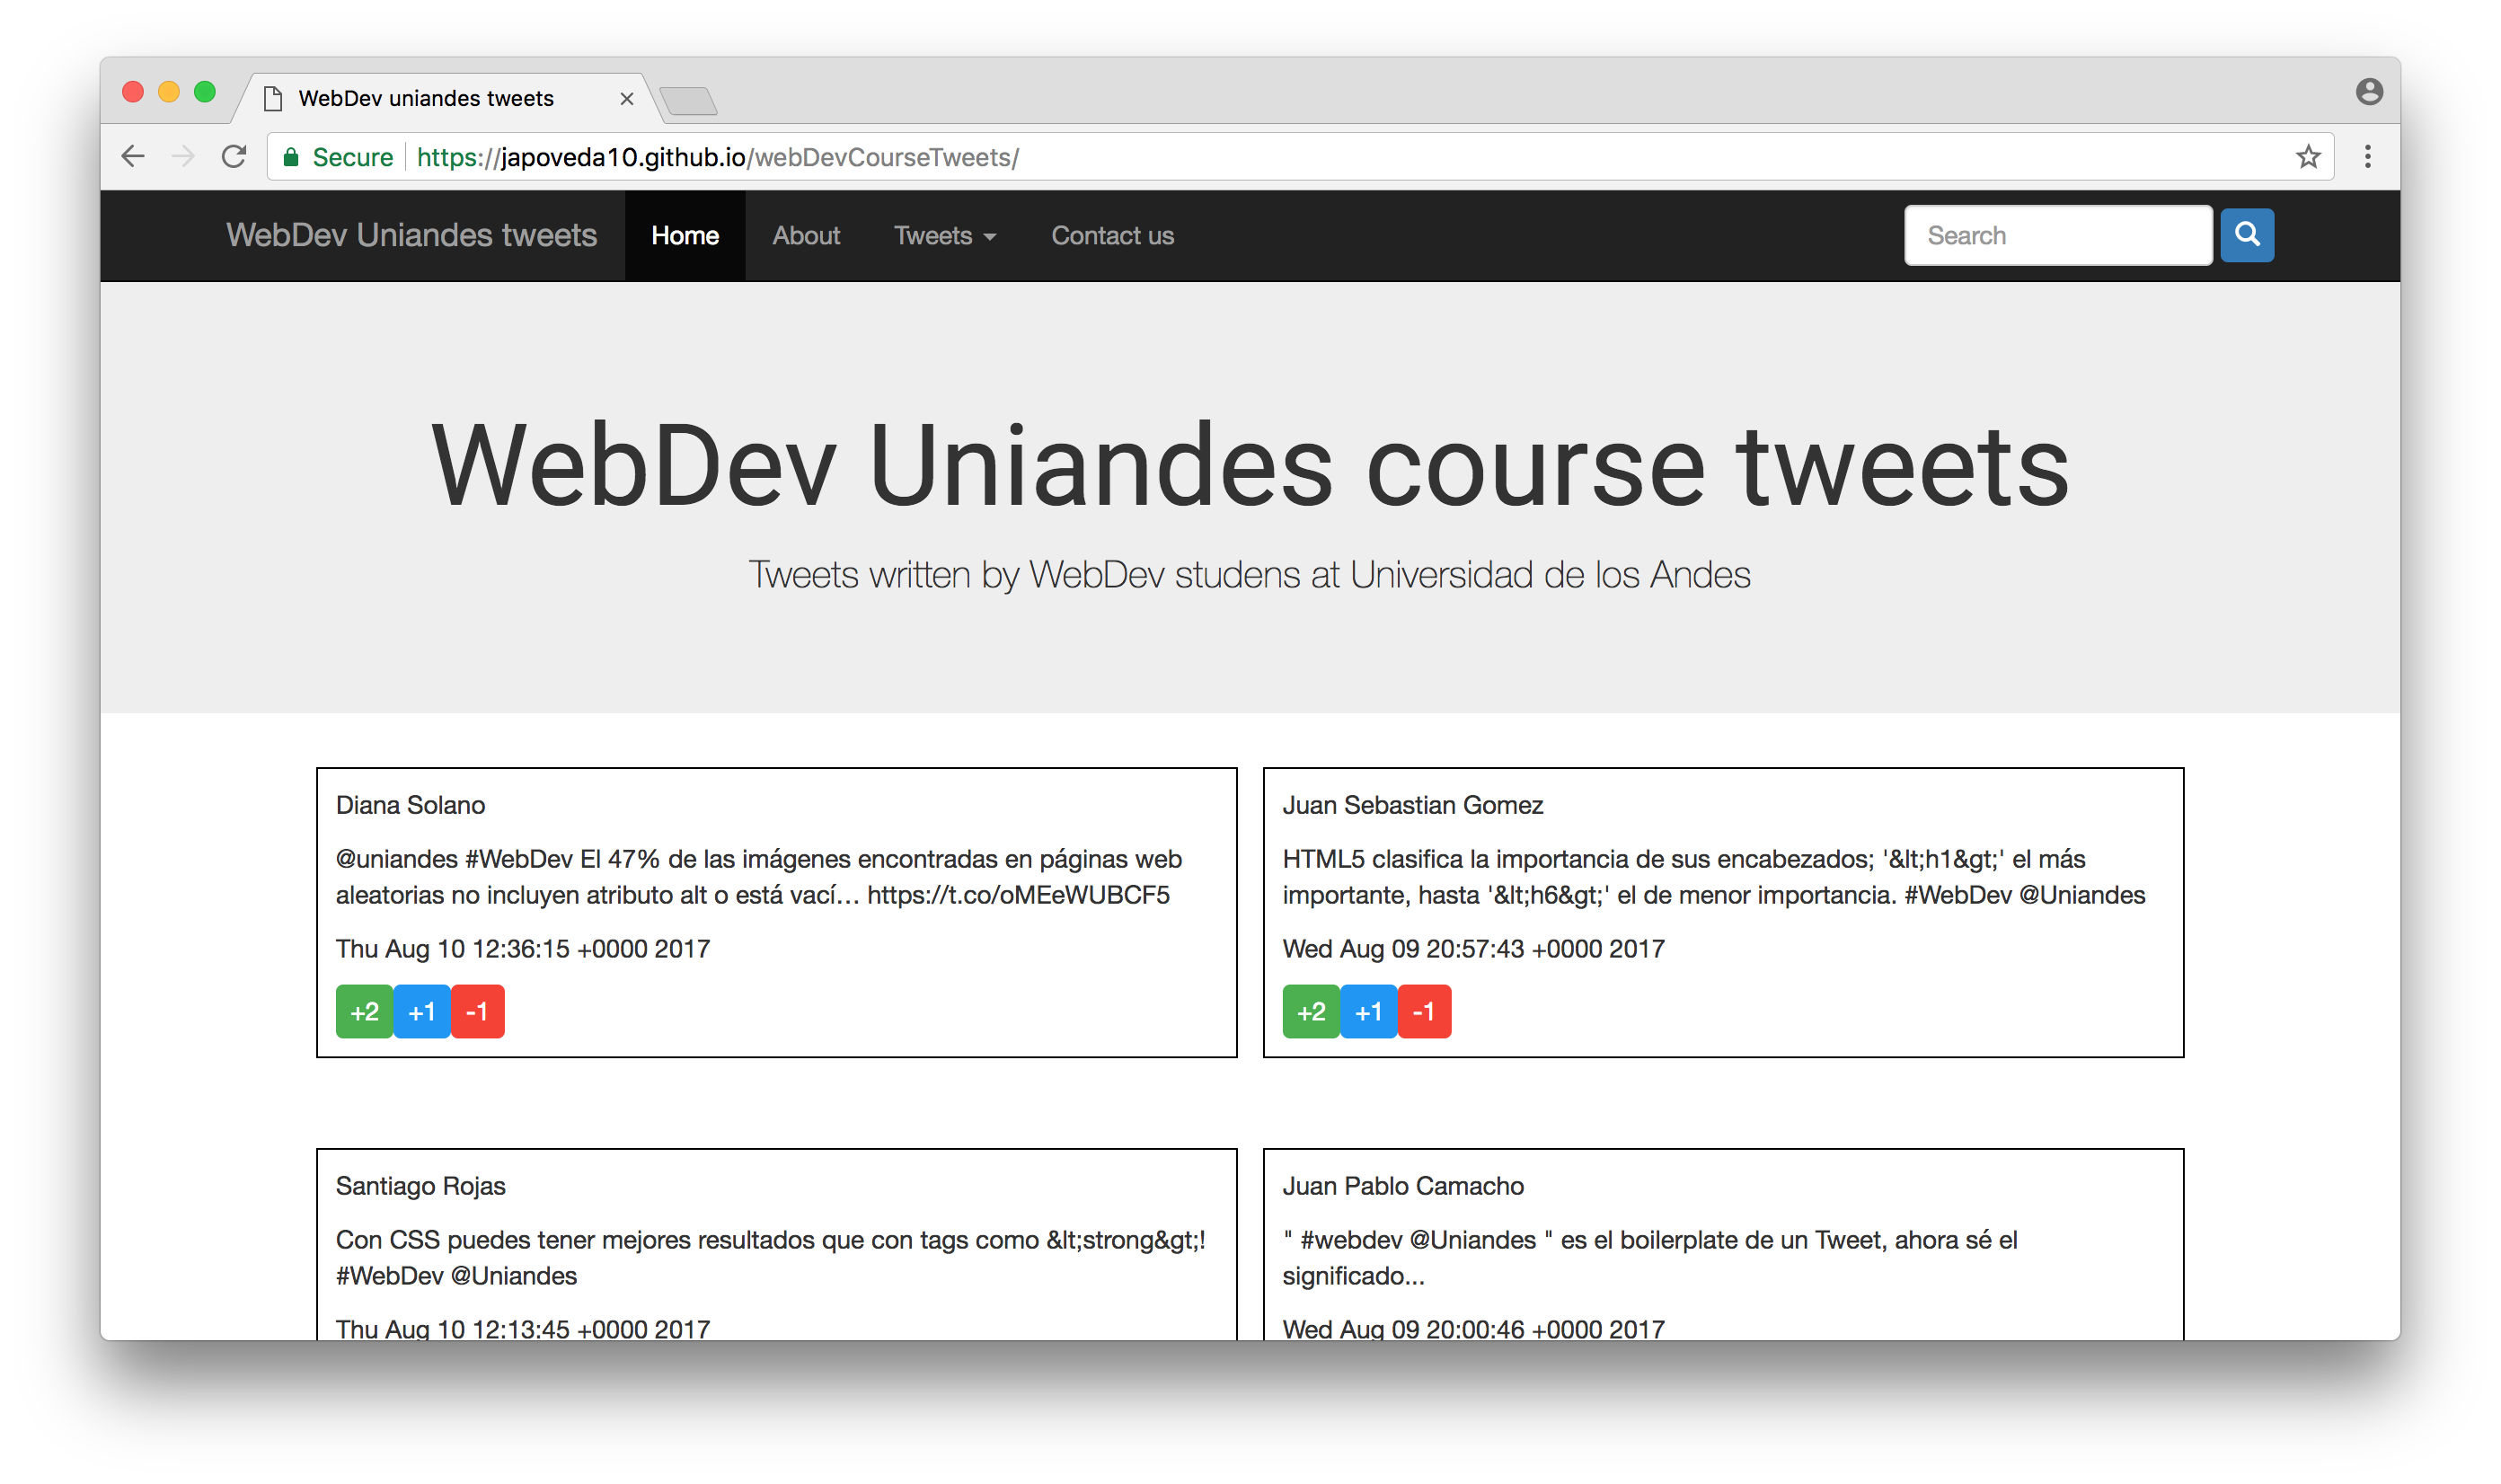 WebDev uniandes tweets
Secure https://japoveda10.github.io/webDevCourseTweets/
WebDev Uniandes tweets Home About Tweets Contact us Search
WebDev Uniandes course tweets
Tweets written by WebDev studens at Universidad de los Andes
Diana Solano
@uniandes #WebDev El 47% de las imágenes encontradas en páginas web
aleatorias no incluyen atributo alt o está vací… https://t.co/oMEeWUBCF5
Thu Aug 10 12:36:15 +0000 2017
+2 +1 -1
Juan Sebastian Gomez
HTML5 clasifica la importancia de sus encabezados; '&lt;h1&gt;' el más
importante, hasta '&lt;h6&gt;' el de menor importancia. #WebDev @Uniandes
Wed Aug 09 20:57:43 +0000 2017
+2 +1 -1
Santiago Rojas
Con CSS puedes tener mejores resultados que con tags como &lt;strong&gt;!
#WebDev @Uniandes
Thu Aug 10 12:13:45 +0000 2017
Juan Pablo Camacho
" #webdev @Uniandes " es el boilerplate de un Tweet, ahora sé el
significado...
Wed Aug 09 20:00:46 +0000 2017